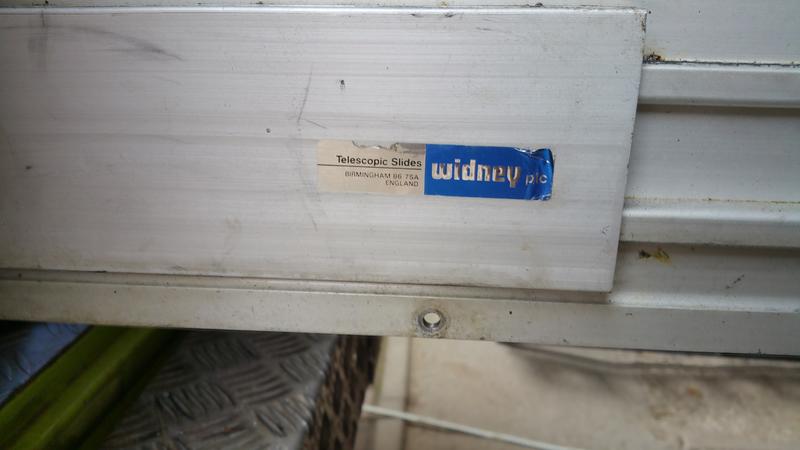 Telescopic Slides
BIRMINGHAM B6 7SA
ENGLAND
widney plc